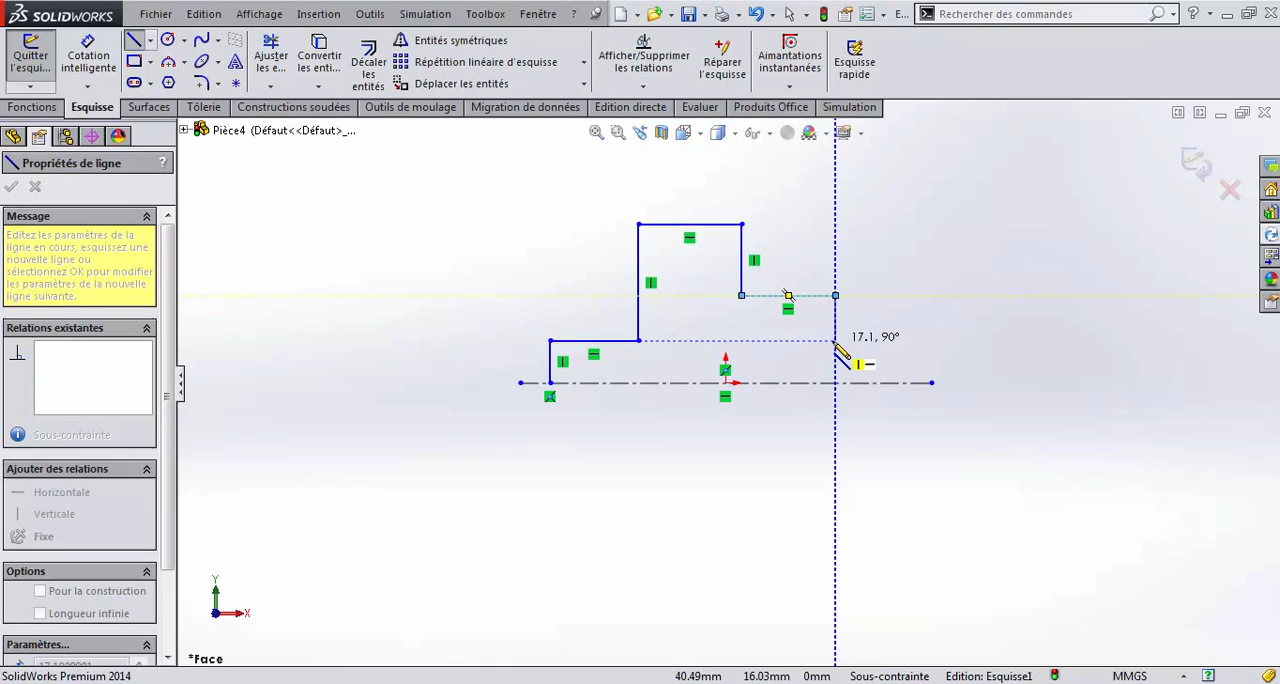 SOLIDWORKS Fichier Edition Affichage Insertion Outils Simulation Toolbox Fenêtre ? E... Rechercher des commandes
Quitter l'esqui...
Cotation intelligente
Ajuster les e...
Convertir les enti...
Décaler les entités
Entités symétriques
Répétition linéaire d'esquisse
Déplacer les entités
Afficher/Supprimer les relations
Réparer l'esquisse
Aimantations instantanées
Esquisse rapide
Fonctions Esquisse Surfaces Tôlerie Constructions soudées Outils de moulage Migration de données Edition directe Evaluer Produits Office Simulation
Pièce4 (Défaut<<Défaut>_...
Propriétés de ligne ?
Message
Editez les paramètres de la
ligne en cours, esquissez une
nouvelle ligne ou
sélectionnez OK pour modifier
les paramètres de la nouvelle
ligne suivante.
Relations existantes
Sous-contrainte
Ajouter des relations
Horizontale
Verticale
Fixe
Options
Pour la construction
Longueur infinie
Paramètres...
17.1, 90°
Y
X
*Face
SolidWorks Premium 2014 40.49mm 16.03mm 0mm Sous-contrainte Edition: Esquisse1 MMGS ?